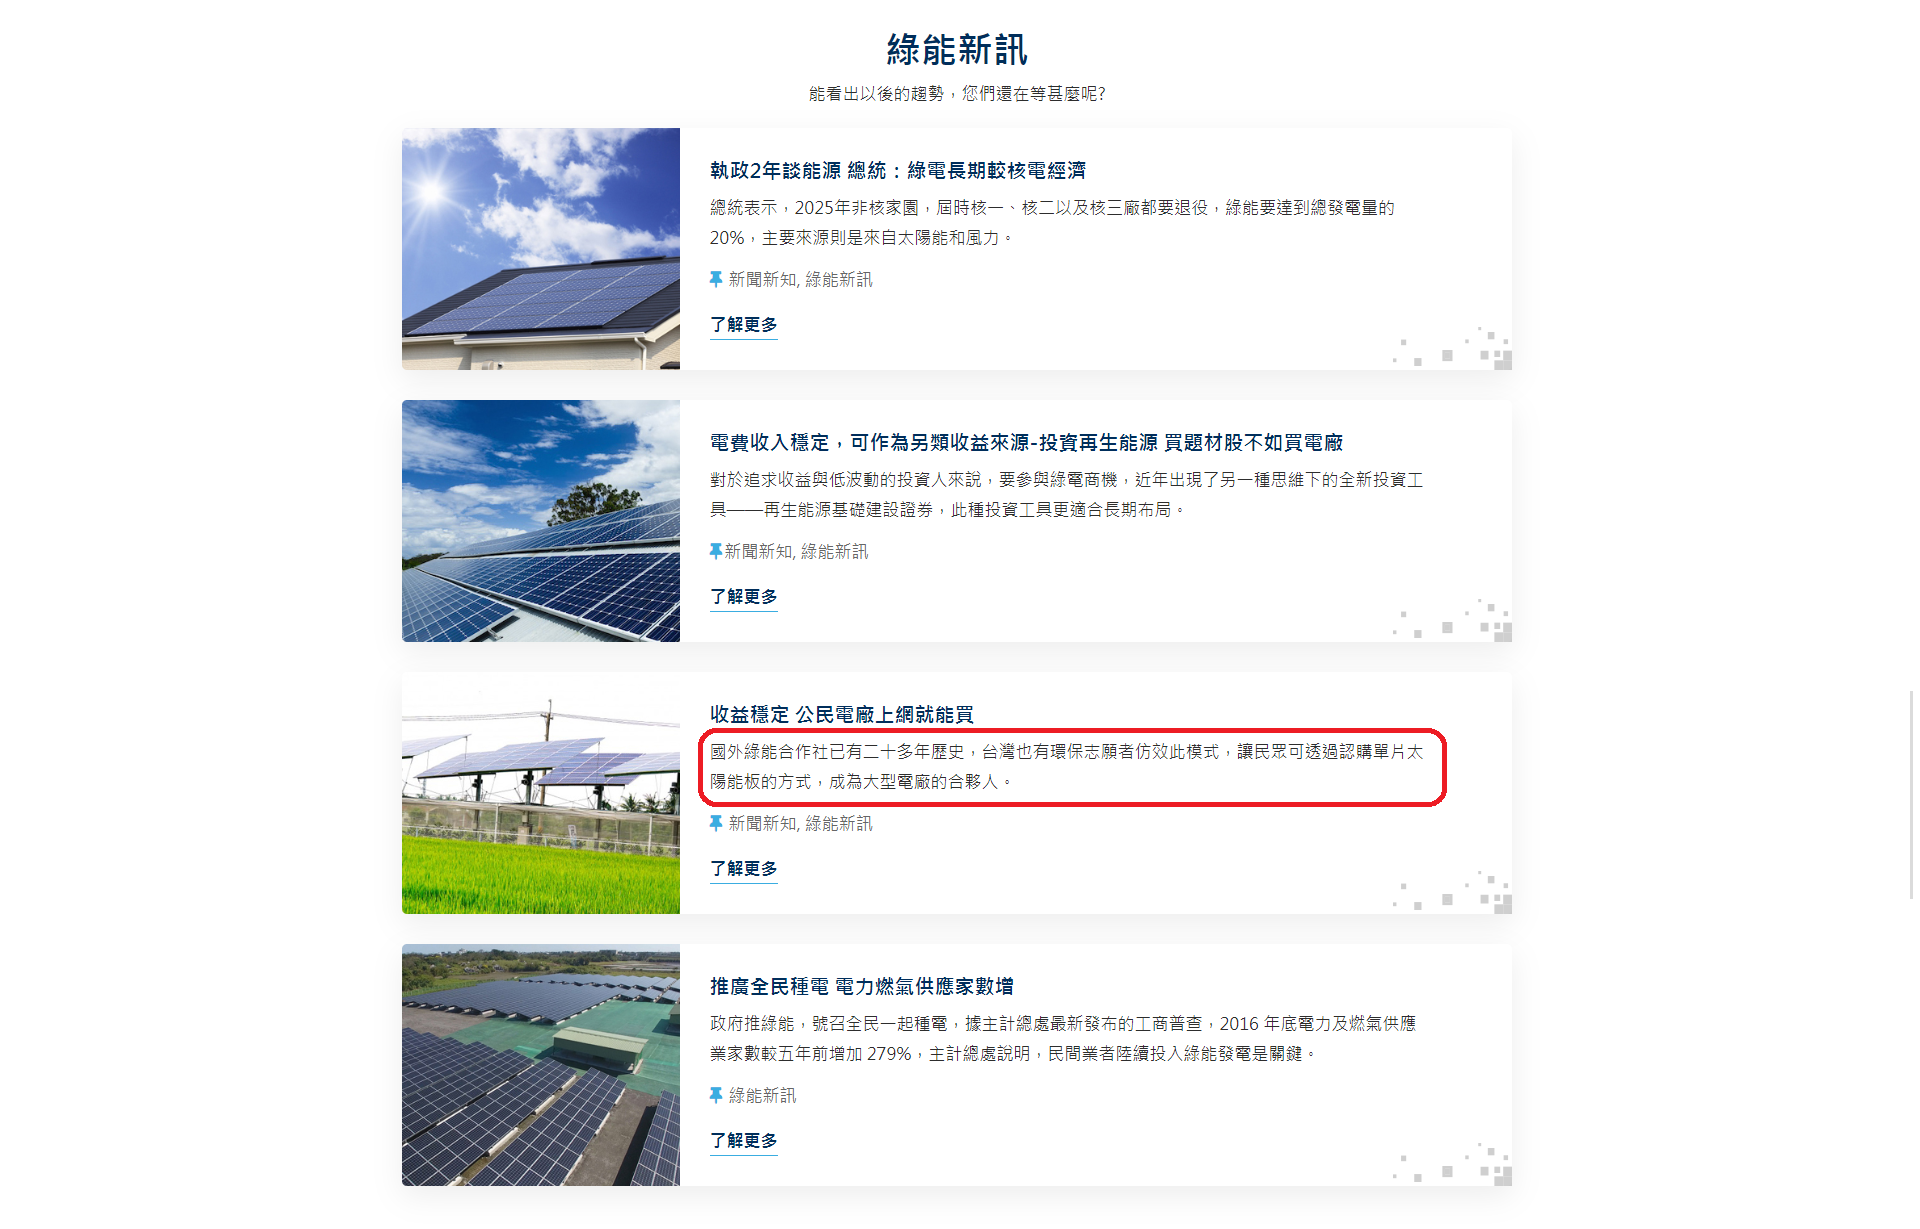 綠能新訊
能看出以後的趨勢，您們還在等甚麼呢?
執政2年談能源 總統：綠電長期較核電經濟
總統表示，2025年非核家園，屆時核一、核二以及核三廠都要退役，綠能要達到總發電量的
20%，主要來源則是來自太陽能和風力。
新聞新知, 綠能新訊
了解更多
電費收入穩定，可作為另類收益來源-投資再生能源 買題材股不如買電廠
對於追求收益與低波動的投資人來說，要參與綠電商機，近年出現了另一種思維下的全新投資工
具——再生能源基礎建設證券，此種投資工具更適合長期布局。
新聞新知, 綠能新訊
了解更多
收益穩定 公民電廠上網就能買
國外綠能合作社已有二十多年歷史，台灣也有環保志願者仿效此模式，讓民眾可透過認購單片太
陽能板的方式，成為大型電廠的合夥人。
新聞新知, 綠能新訊
了解更多
推廣全民種電 電力燃氣供應家數增
政府推綠能，號召全民一起種電，據主計總處最新發布的工商普查，2016 年底電力及燃氣供應
業家數較五年前增加 279%，主計總處說明，民間業者陸續投入綠能發電是關鍵。
綠能新訊
了解更多